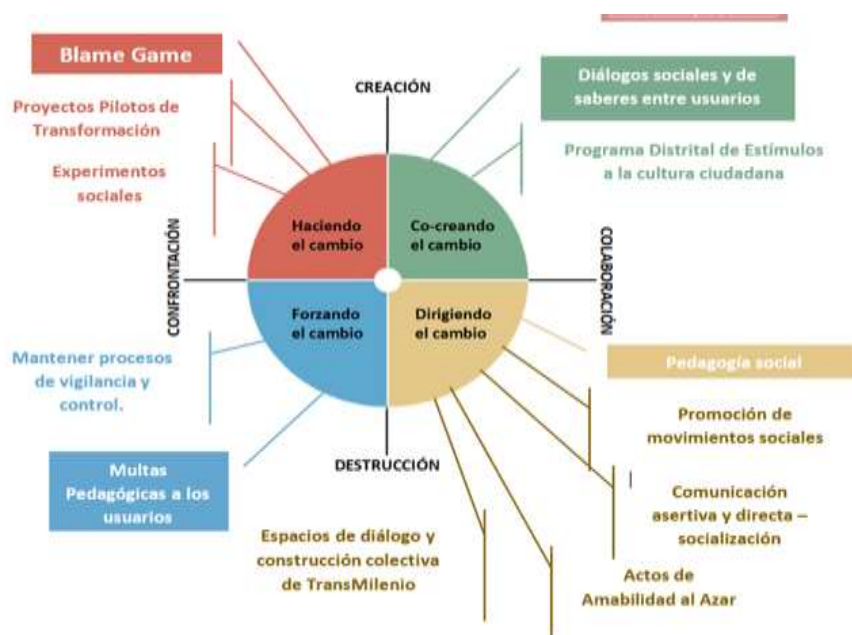 Blame Game
Proyectos Pilotos de
Transformación
Experimentos
sociales
CREACIÓN
Diálogos sociales y de
saberes entre usuarios
Programa Distrital de Estímulos
a la cultura ciudadana
Haciendo
el cambio
Co-creando
el cambio
CONFRONTACIÓN
COLABORACIÓN
Forzando
el cambio
Dirigiendo
el cambio
Mantener procesos
de vigilancia y
control.
Multas
Pedagógicas a los
usuarios
DESTRUCCIÓN
Pedagogía social
Promoción de
movimientos sociales
Comunicación
asertiva y directa –
socialización
Espacios de diálogo y
construcción colectiva
de TransMilenio
Actos de
Amabilidad al Azar